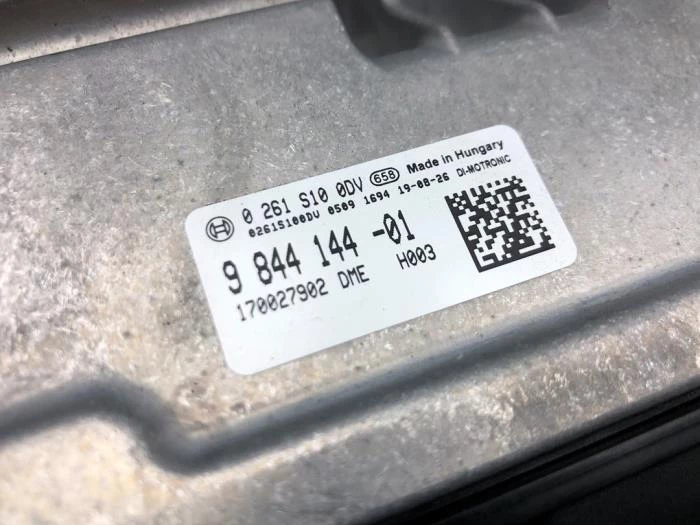 0 261 S10 0DV 658 Made in Hungary
0261S100DV 0509 1694 19-08-26 DI-MOTRONIC
9 844 144 -01
170027902 DME H003